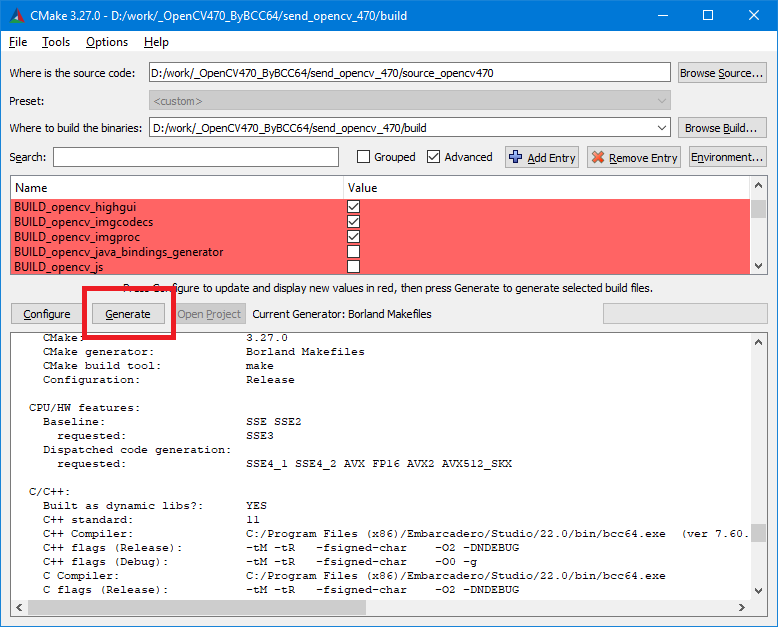 CMake 3.27.0 - D:/work/_OpenCV470_ByBCC64/send_opencv_470/build
File Tools Options Help
Where is the source code: D:/work/_OpenCV470_ByBCC64/send_opencv_470/source_opencv470 Browse Source...
Preset: <custom>
Where to build the binaries: D:/work/_OpenCV470_ByBCC64/send_opencv_470/build Browse Build...
Search: Grouped Advanced Add Entry Remove Entry Environment...
Name Value
BUILD_opencv_highgui
BUILD_opencv_imgcodecs
BUILD_opencv_imgproc
BUILD_opencv_java_bindings_generator
BUILD_opencv_js
Press Configure to update and display new values in red, then press Generate to generate selected build files.
Configure Generate Open Project Current Generator: Borland Makefiles
CMake: 3.27.0
CMake generator: Borland Makefiles
CMake build tool: make
Configuration: Release
CPU/HW features:
Baseline: SSE SSE2
requested: SSE3
Dispatched code generation:
requested: SSE4_1 SSE4_2 AVX FP16 AVX2 AVX512_SKX
C/C++:
Built as dynamic libs?: YES
C++ standard: 11
C++ Compiler: C:/Program Files (x86)/Embarcadero/Studio/22.0/bin/bcc64.exe (ver 7.60.
C++ flags (Release): -tM -tR -fsigned-char -O2 -DNDEBUG
C++ flags (Debug): -tM -tR -fsigned-char -O0 -g
C Compiler: C:/Program Files (x86)/Embarcadero/Studio/22.0/bin/bcc64.exe
C flags (Release): -tM -tR -fsigned-char -O2 -DNDEBUG